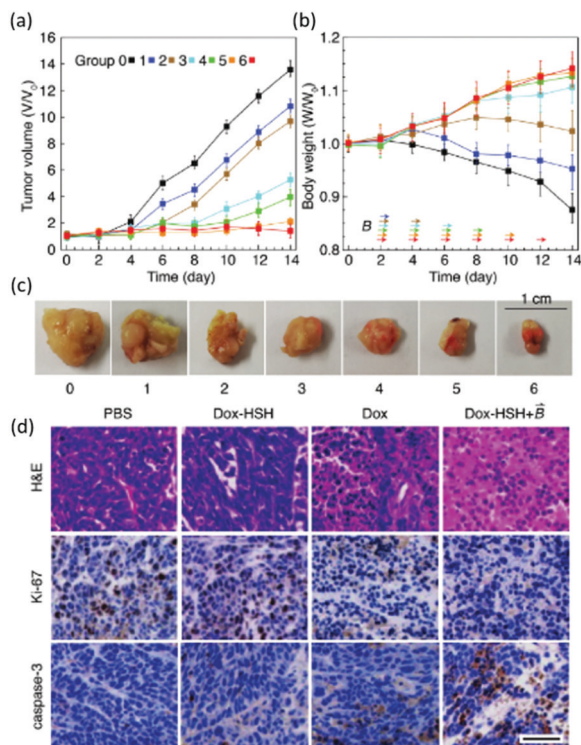 (a)
(b)
16
14
12
10
8
6
4
2
0
Tumor volume (V/V₀)
Group 0 1 2 3 4 5 6
0 2 4 6 8 10 12 14
Time (day)
1.2
1.1
1.0
0.9
0.8
Body weight (W/W₀)
B
0 2 4 6 8 10 12 14
Time (day)
(c)
1 cm
0 1 2 3 4 5 6
(d)
PBS Dox-HSH Dox Dox-HSH+B⃗
H&E
Ki-67
caspase-3